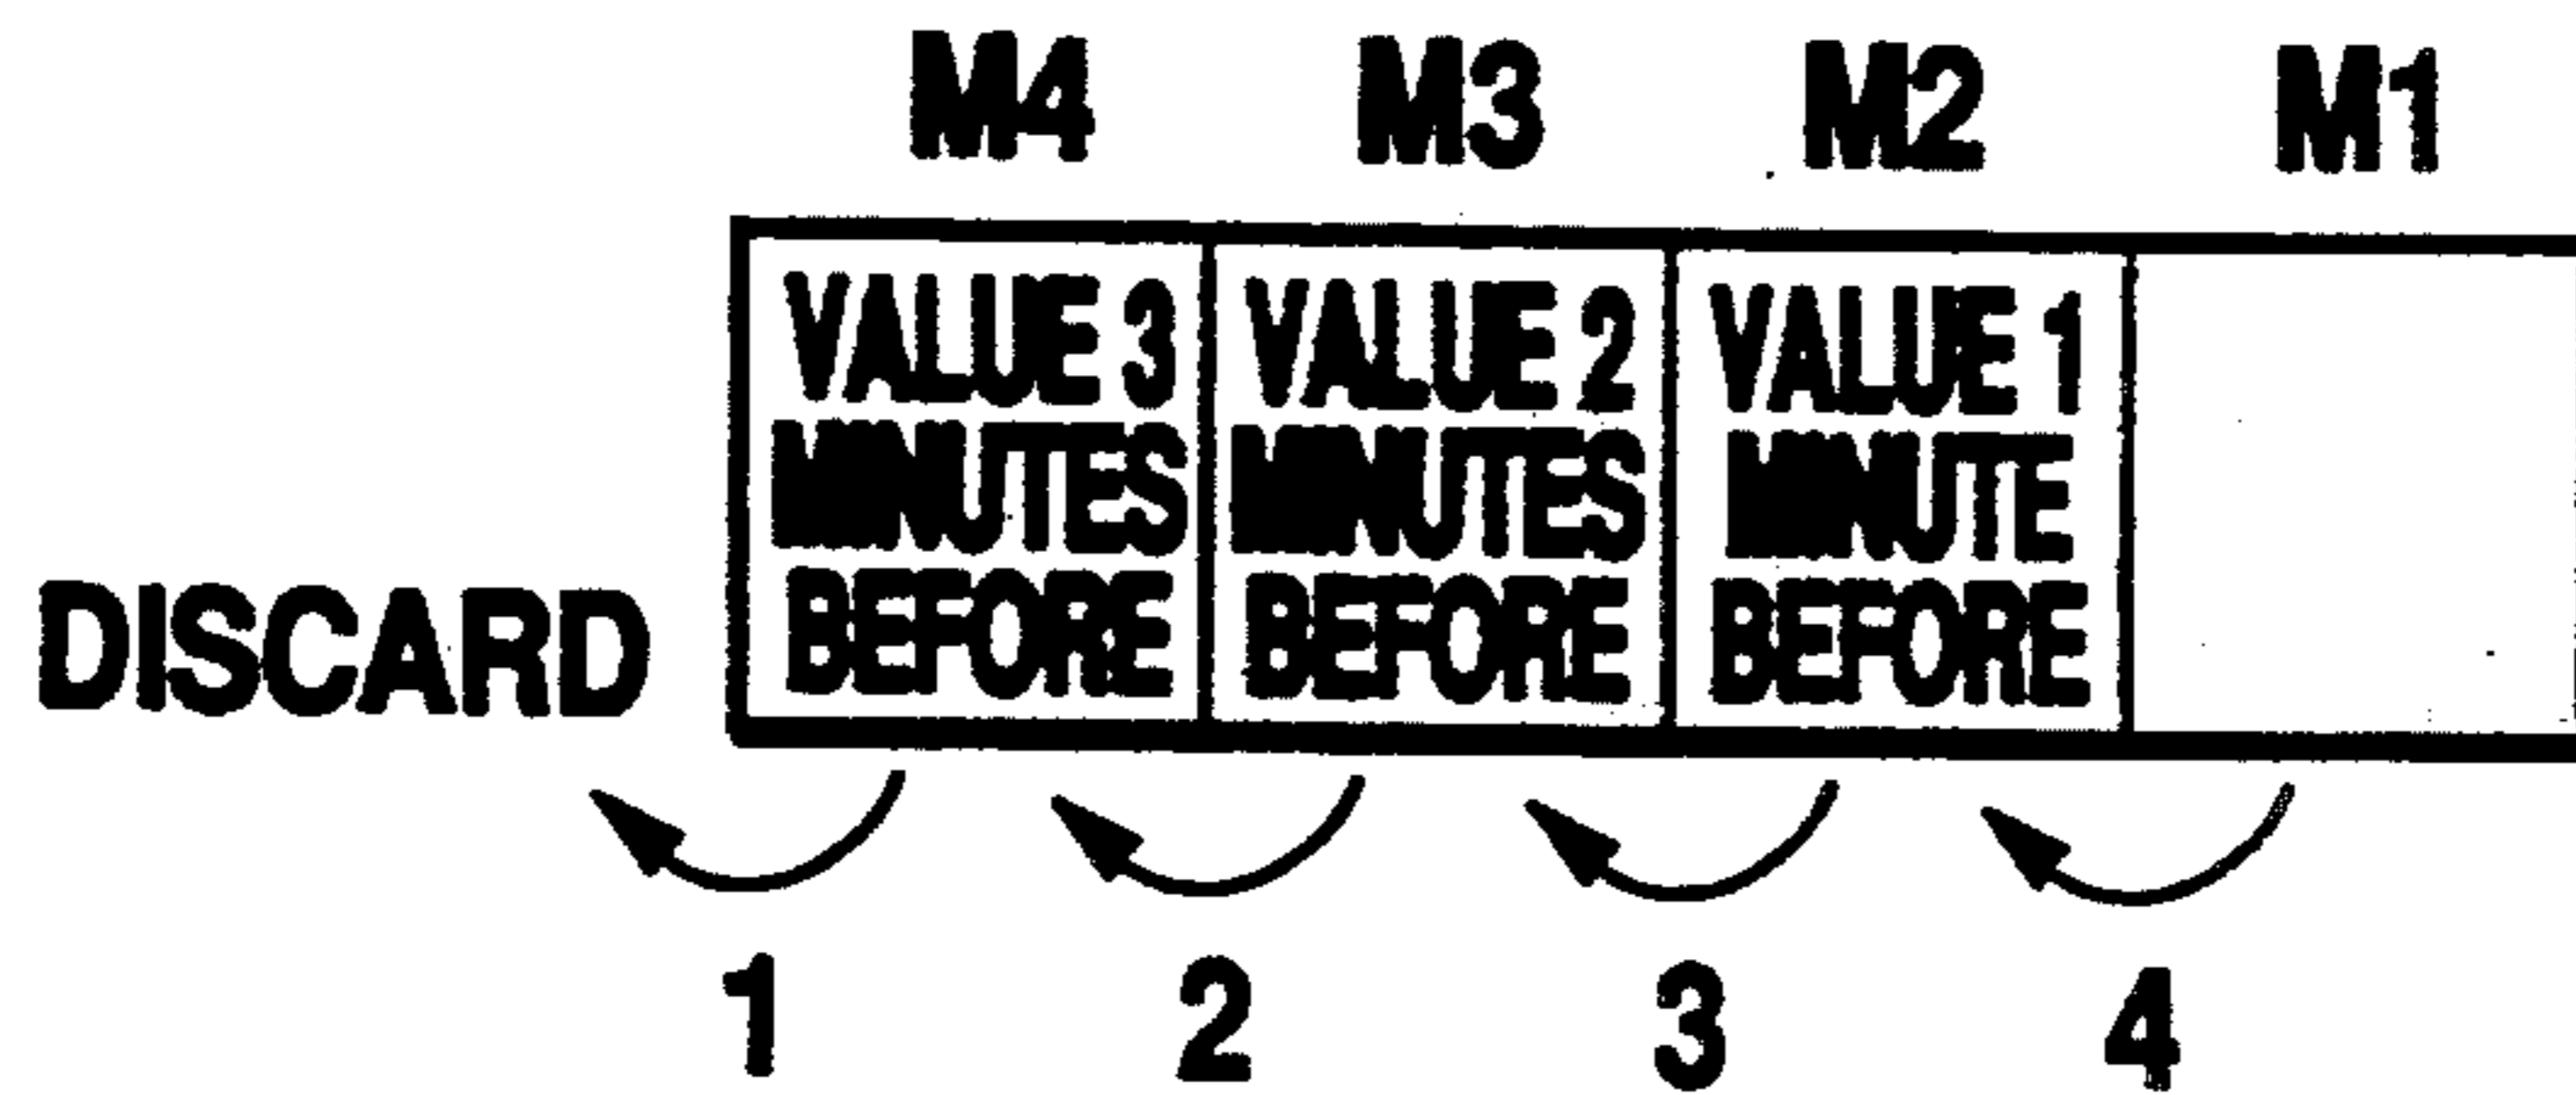 M4 M3 M2 M1
VALUE 3 VALUE 2 VALUE 1
MINUTES MINUTES MINUTE
BEFORE BEFORE BEFORE
DISCARD
1 2 3 4